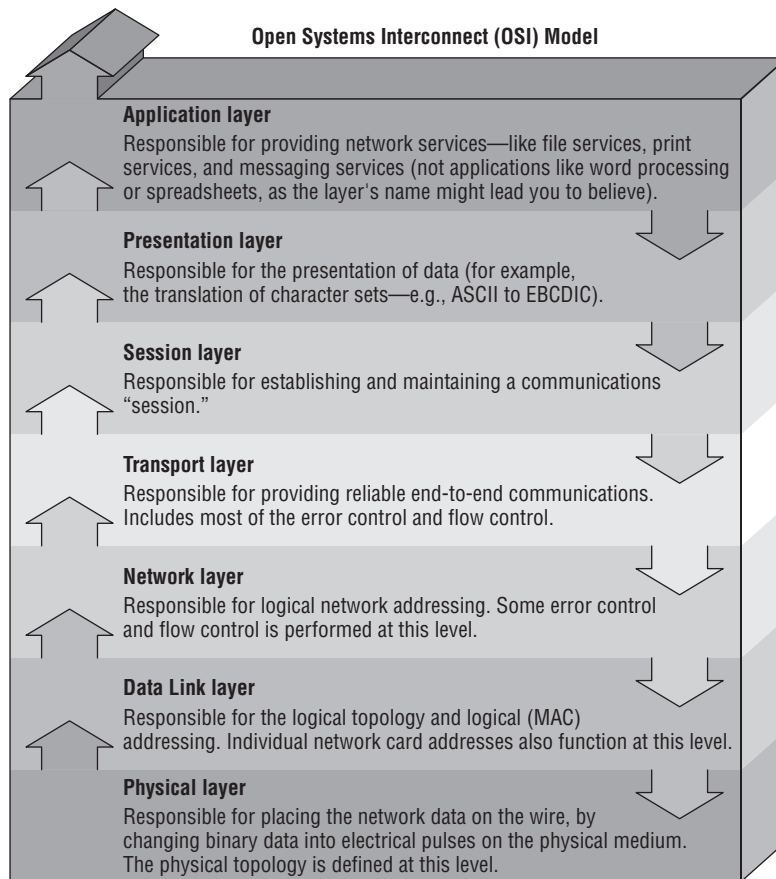 Open Systems Interconnect (OSI) Model
Application layer
Responsible for providing network services—like file services, print
services, and messaging services (not applications like word processing
or spreadsheets, as the layer's name might lead you to believe).
Presentation layer
Responsible for the presentation of data (for example,
the translation of character sets—e.g., ASCII to EBCDIC).
Session layer
Responsible for establishing and maintaining a communications
“session.”
Transport layer
Responsible for providing reliable end-to-end communications.
Includes most of the error control and flow control.
Network layer
Responsible for logical network addressing. Some error control
and flow control is performed at this level.
Data Link layer
Responsible for the logical topology and logical (MAC)
addressing. Individual network card addresses also function at this level.
Physical layer
Responsible for placing the network data on the wire, by
changing binary data into electrical pulses on the physical medium.
The physical topology is defined at this level.